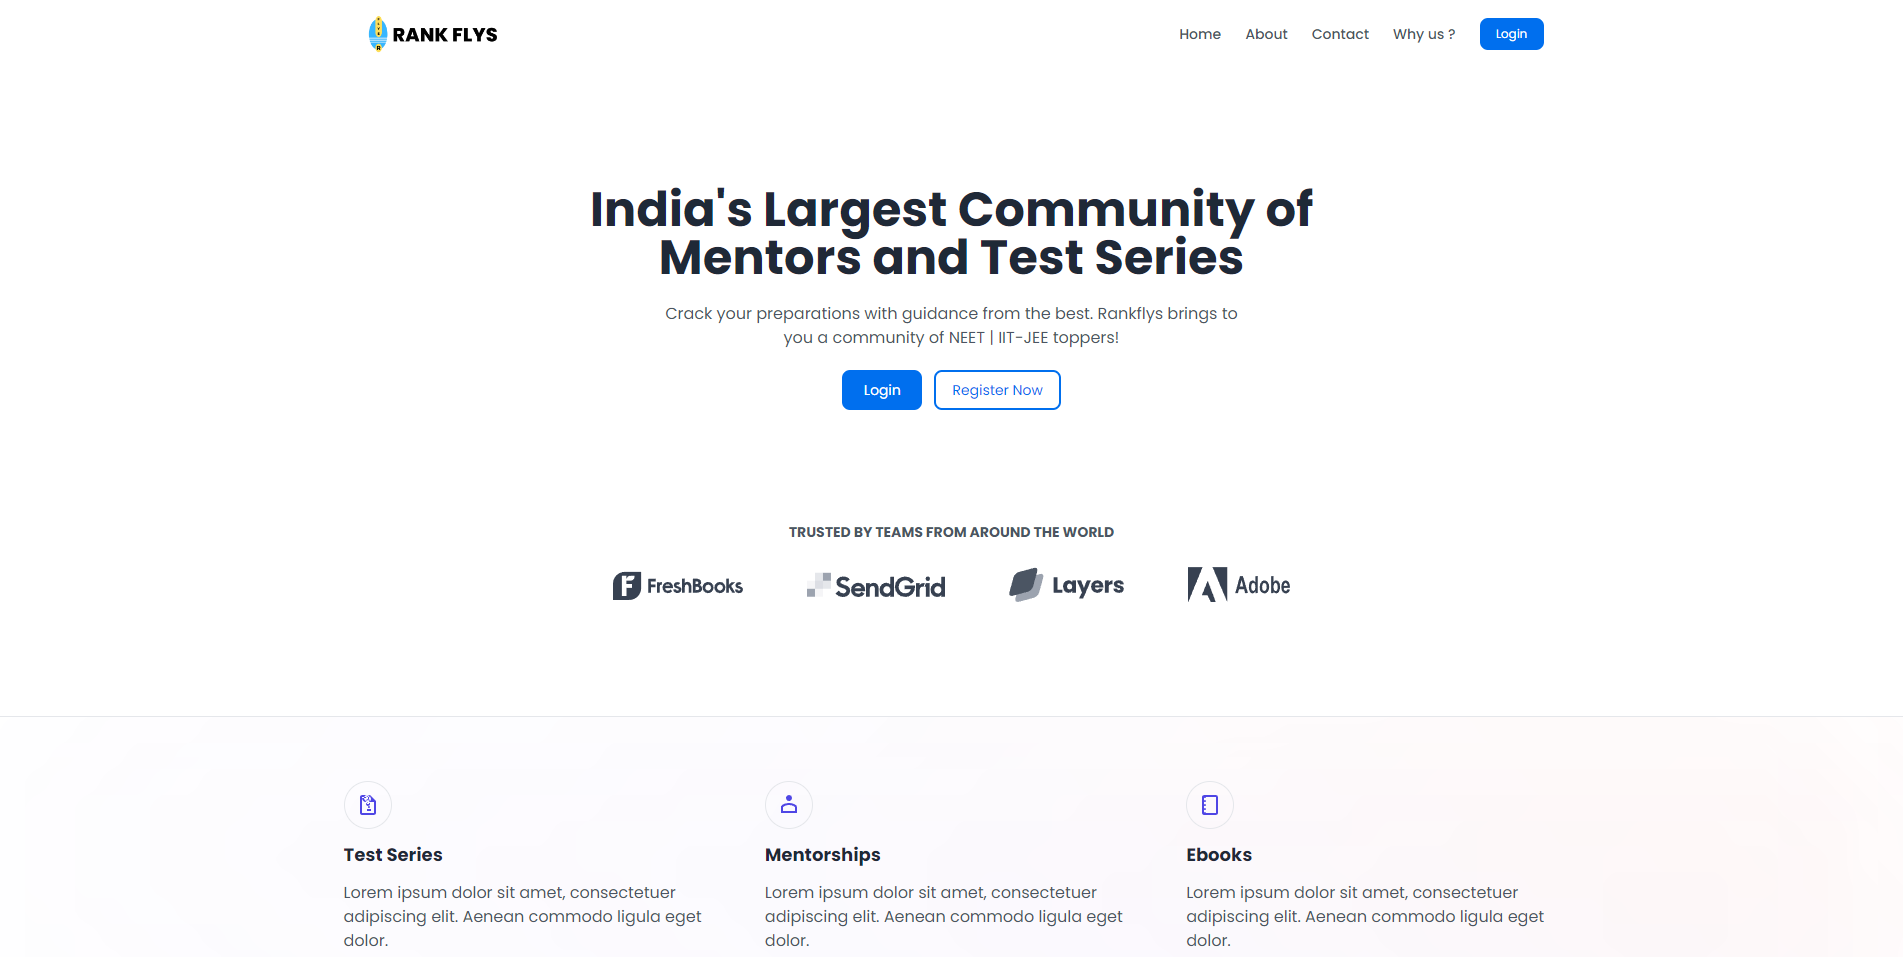 RANK FLYS
Home About Contact Why us ? Login
India's Largest Community of
Mentors and Test Series
Crack your preparations with guidance from the best. Rankflys brings to
you a community of NEET | IIT-JEE toppers!
Login Register Now
TRUSTED BY TEAMS FROM AROUND THE WORLD
FreshBooks SendGrid Layers Adobe
Test Series
Lorem ipsum dolor sit amet, consectetuer
adipiscing elit. Aenean commodo ligula eget
dolor.
Mentorships
Lorem ipsum dolor sit amet, consectetuer
adipiscing elit. Aenean commodo ligula eget
dolor.
Ebooks
Lorem ipsum dolor sit amet, consectetuer
adipiscing elit. Aenean commodo ligula eget
dolor.